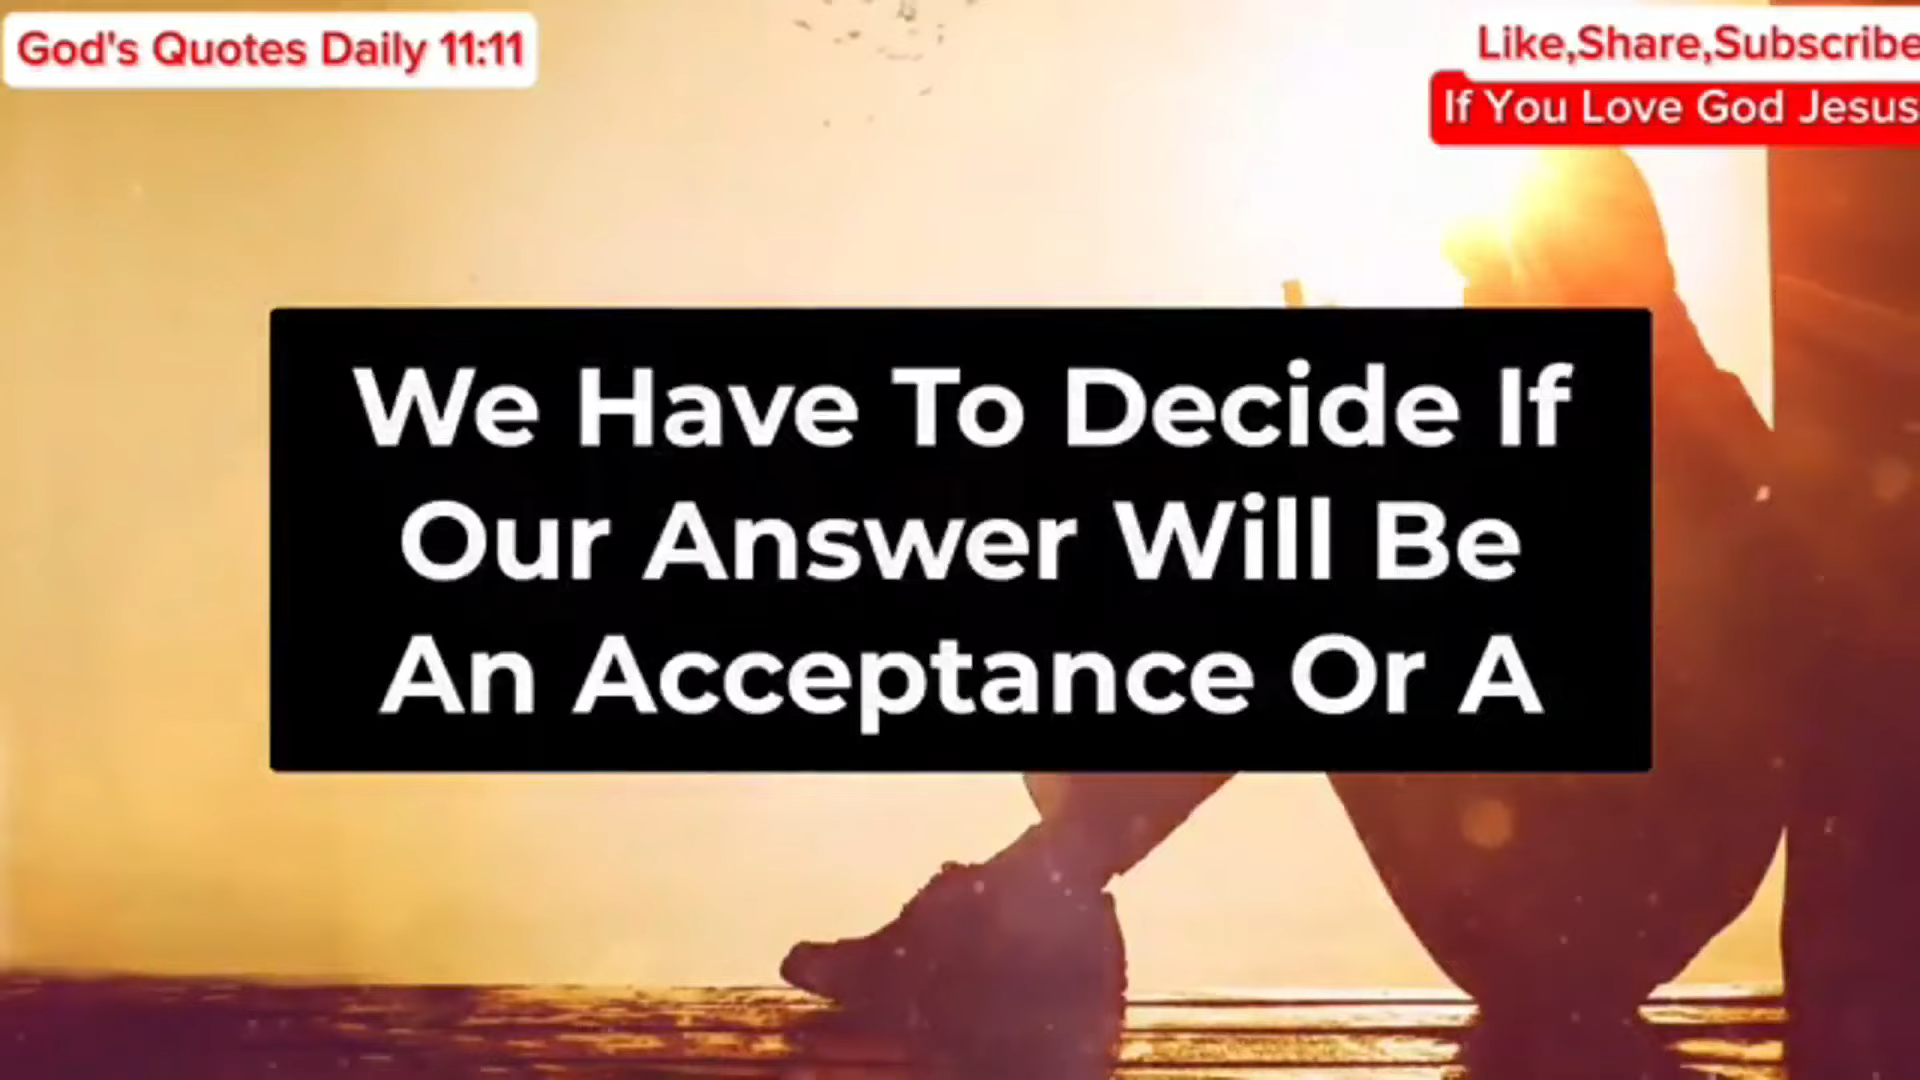 God's Quotes Daily 11:11
Like,Share,Subscribe
If You Love God Jesus
We Have To Decide If
Our Answer Will Be
An Acceptance Or A